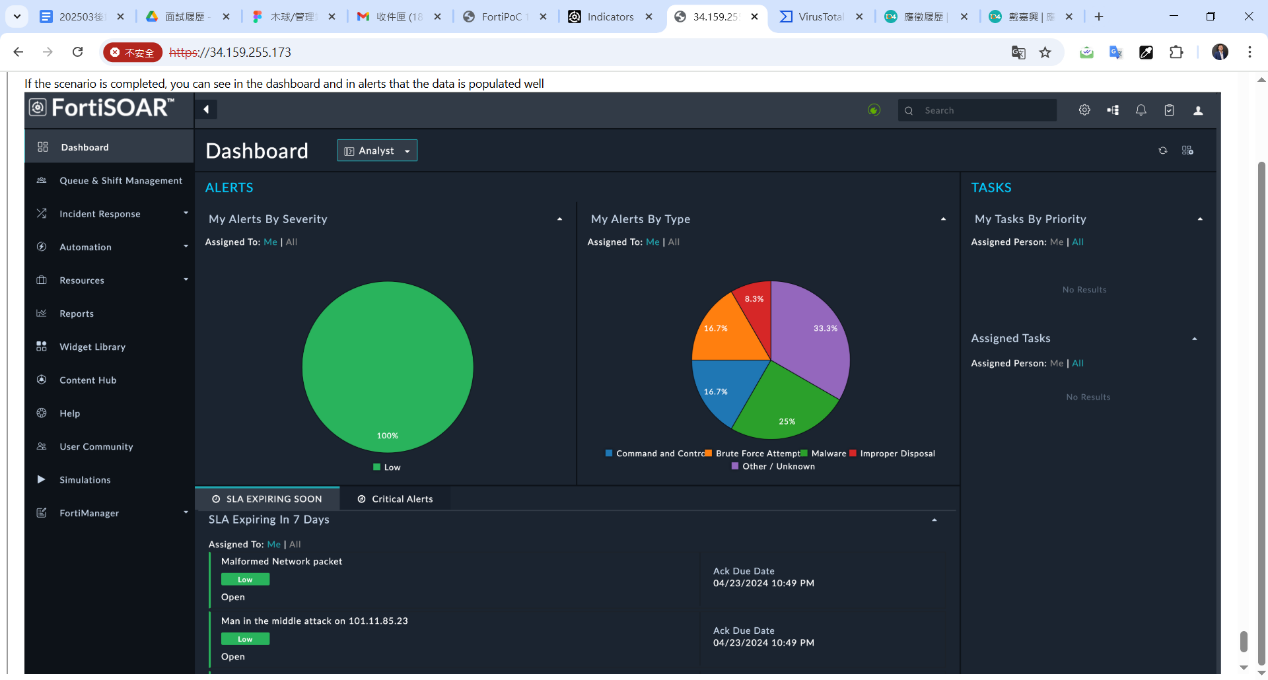 202503
面試履歷 -
木球/管理
收件匣 (18
FortiPoC
Indicators
34.159.25
VirusTotal
應徵履歷
戴嘉興
不安全 https://34.159.255.173
If the scenario is completed, you can see in the dashboard and in alerts that the data is populated well
FortiSOAR™
Search
Dashboard
Queue & Shift Management
Incident Response
Automation
Resources
Reports
Widget Library
Content Hub
Help
User Community
Simulations
FortiManager
Dashboard
Analyst
ALERTS
My Alerts By Severity
Assigned To: Me | All
100%
Low
My Alerts By Type
Assigned To: Me | All
8.3%
16.7%
33.3%
16.7%
25%
Command and Contro Brute Force Attempt Malware Improper Disposal
Other / Unknown
TASKS
My Tasks By Priority
Assigned Person: Me | All
No Results
Assigned Tasks
Assigned Person: Me | All
No Results
SLA EXPIRING SOON
Critical Alerts
SLA Expiring In 7 Days
Assigned To: Me | All
Malformed Network packet
Low
Open
Ack Due Date
04/23/2024 10:49 PM
Man in the middle attack on 101.11.85.23
Low
Open
Ack Due Date
04/23/2024 10:49 PM